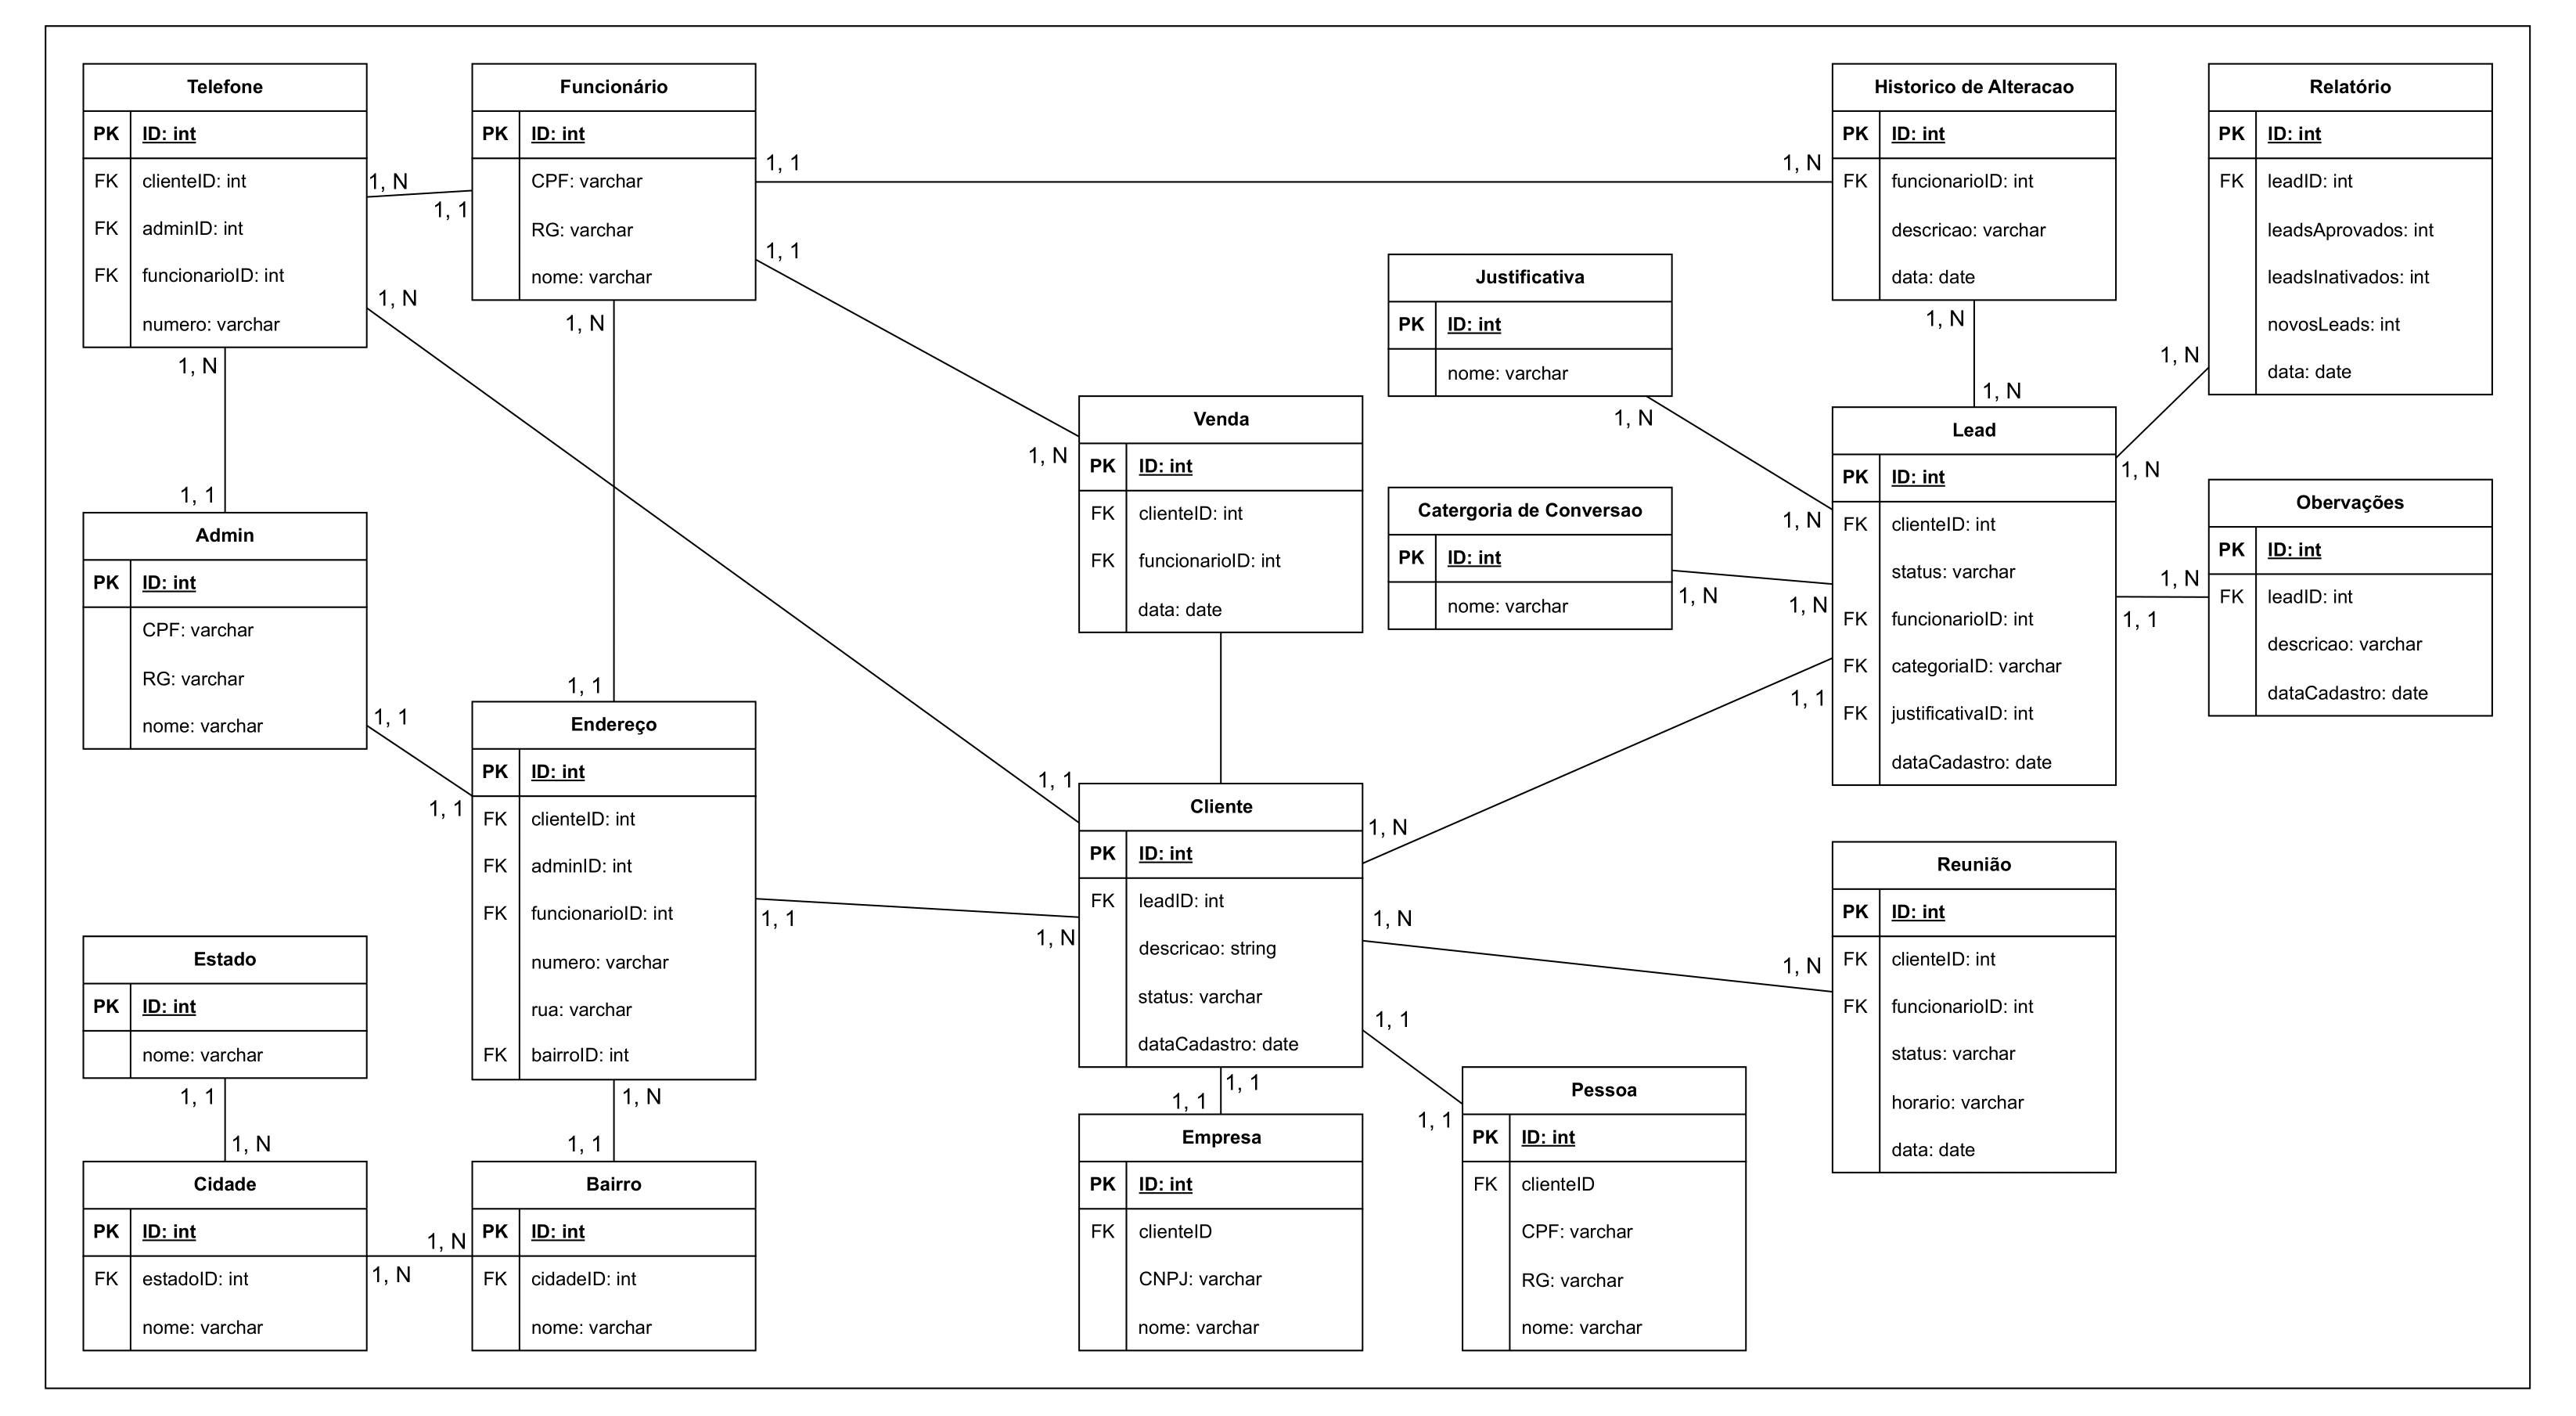 Telefone
PK ID: int
FK clienteID: int
FK adminID: int
FK funcionarioID: int
numero: varchar
1, N
1, 1
1, N
1, N
1, 1
Funcionário
PK ID: int
CPF: varchar
RG: varchar
nome: varchar
1, 1
1, N
1, 1
1, N
1, N
1, 1
Historico de Alteracao
PK ID: int
FK funcionarioID: int
descricao: varchar
data: date
1, N
1, N
Relatório
PK ID: int
FK leadID: int
leadsAprovados: int
leadsInativados: int
novosLeads: int
data: date
1, N
1, N
Justificativa
PK ID: int
nome: varchar
1, N
1, N
Venda
PK ID: int
FK clienteID: int
FK funcionarioID: int
data: date
Catergoria de Conversao
PK ID: int
nome: varchar
1, N
1, N
Lead
PK ID: int
FK clienteID: int
status: varchar
FK funcionarioID: int
FK categoriaID: varchar
FK justificativaID: int
dataCadastro: date
1, N
1, 1
1, 1
Obervações
PK ID: int
FK leadID: int
descricao: varchar
dataCadastro: date
Admin
PK ID: int
CPF: varchar
RG: varchar
nome: varchar
1, 1
1, 1
Endereço
PK ID: int
FK clienteID: int
FK adminID: int
FK funcionarioID: int
numero: varchar
rua: varchar
FK bairroID: int
1, 1
1, N
1, N
1, 1
1, 1
Cliente
PK ID: int
FK leadID: int
descricao: string
status: varchar
dataCadastro: date
1, N
1, N
1, N
1, 1
1, 1
1, 1
1, 1
Reunião
PK ID: int
FK clienteID: int
FK funcionarioID: int
status: varchar
horario: varchar
data: date
Estado
PK ID: int
nome: varchar
1, 1
1, N
Cidade
PK ID: int
FK estadoID: int
nome: varchar
1, N
1, N
Bairro
PK ID: int
FK cidadeID: int
nome: varchar
Empresa
PK ID: int
FK clienteID
CNPJ: varchar
nome: varchar
Pessoa
PK ID: int
FK clienteID
CPF: varchar
RG: varchar
nome: varchar